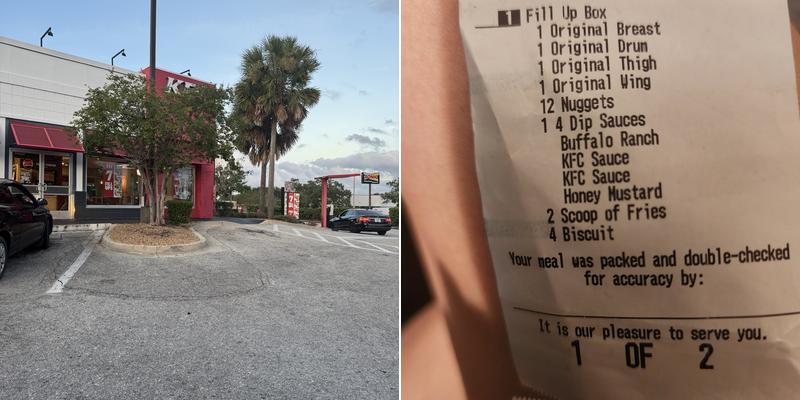 1 Fill Up Box
1 Original Breast
1 Original Drum
1 Original Thigh
1 Original Wing
12 Nuggets
1 4 Dip Sauces
Buffalo Ranch
KFC Sauce
KFC Sauce
Honey Mustard
2 Scoop of Fries
4 Biscuit
Your meal was packed and double-checked
for accuracy by:
It is our pleasure to serve you.
1 OF 2